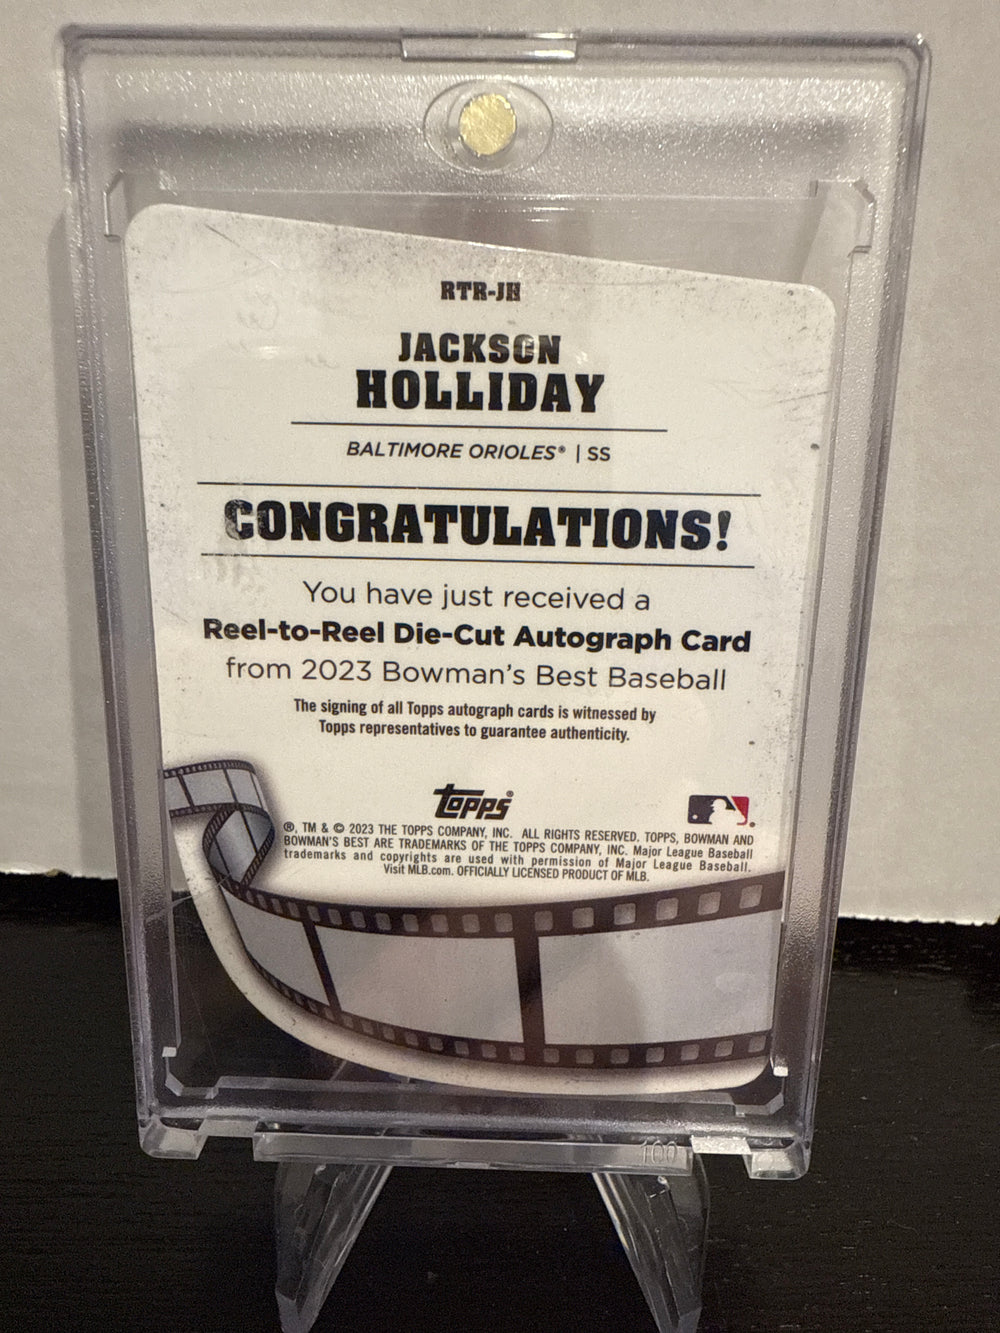 RTR-JH
JACKSON
HOLLIDAY
BALTIMORE ORIOLES® | SS
CONGRATULATIONS!
You have just received a
Reel-to-Reel Die-Cut Autograph Card
from 2023 Bowman's Best Baseball
The signing of all Topps autograph cards is witnessed by
Topps representatives to guarantee authenticity.
Topps®
®, TM & © 2023 THE TOPPS COMPANY, INC. ALL RIGHTS RESERVED. TOPPS, BOWMAN AND
BOWMAN'S BEST ARE TRADEMARKS OF THE TOPPS COMPANY, INC. Major League Baseball
trademarks and copyrights are used with permission of Major League Baseball.
Visit MLB.com. OFFICIALLY LICENSED PRODUCT OF MLB.